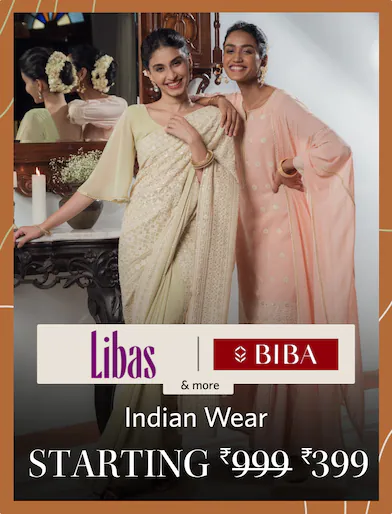 Libas
BIBA
& more
Indian Wear
STARTING ₹999 ₹399